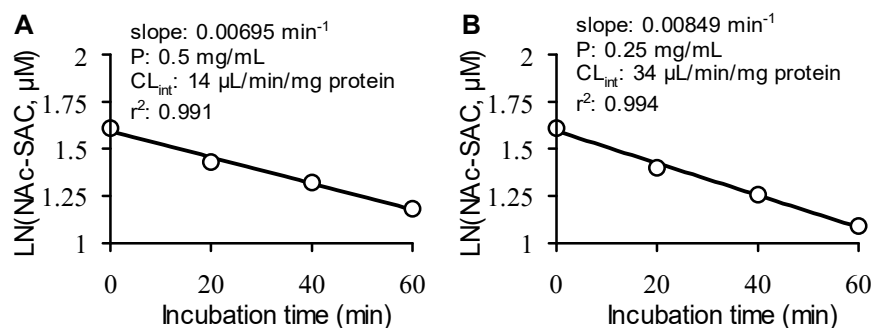 A
slope: 0.00695 min⁻¹
P: 0.5 mg/mL
CLint: 14 µL/min/mg protein
r²: 0.991
LN(NAc-SAC, µM)
2
1.75
1.5
1.25
1
0 20 40 60
Incubation time (min)
B
slope: 0.00849 min⁻¹
P: 0.25 mg/mL
CLint: 34 µL/min/mg protein
r²: 0.994
LN(NAc-SAC, µM)
2
1.75
1.5
1.25
1
0 20 40 60
Incubation time (min)